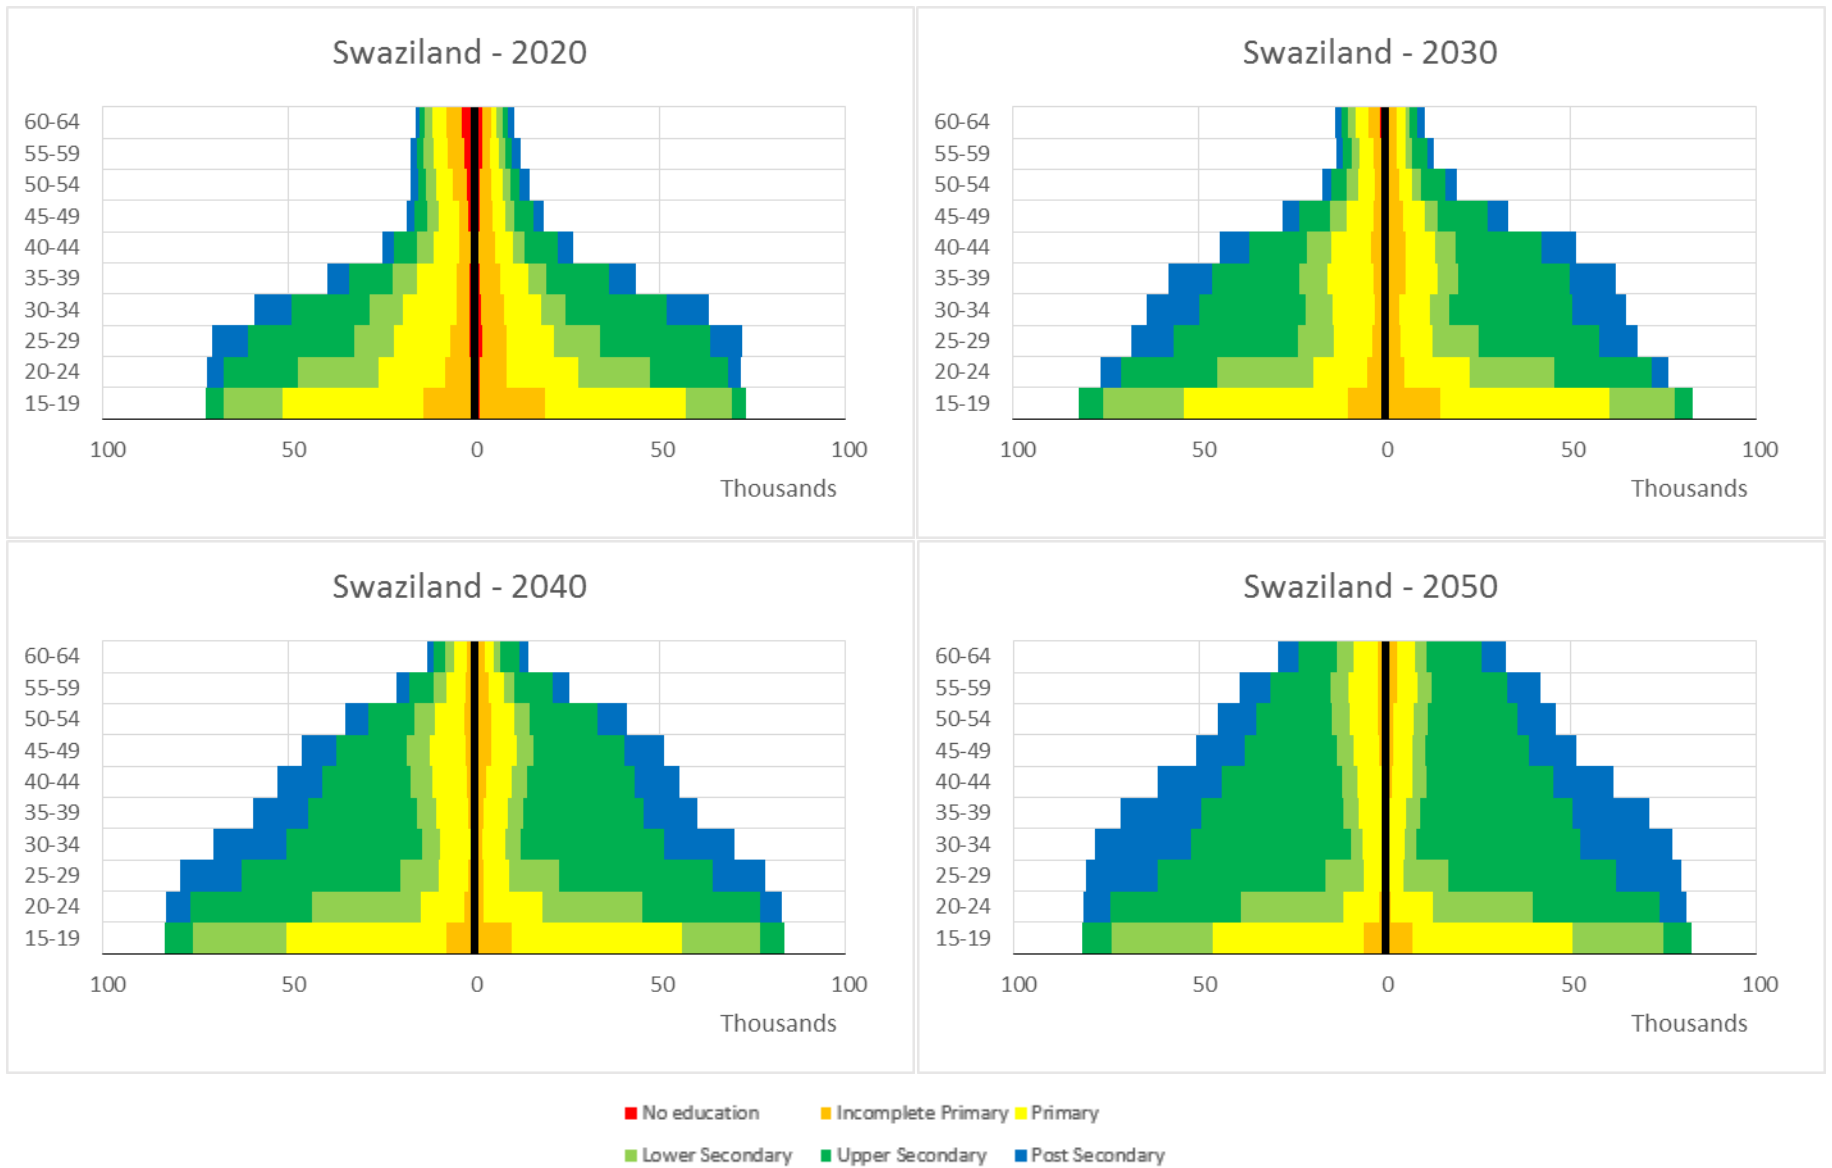 Swaziland - 2020
60-64
55-59
50-54
45-49
40-44
35-39
30-34
25-29
20-24
15-19
100 50 0 50 100
Thousands
Swaziland - 2030
60-64
55-59
50-54
45-49
40-44
35-39
30-34
25-29
20-24
15-19
100 50 0 50 100
Thousands
Swaziland - 2040
60-64
55-59
50-54
45-49
40-44
35-39
30-34
25-29
20-24
15-19
100 50 0 50 100
Thousands
Swaziland - 2050
60-64
55-59
50-54
45-49
40-44
35-39
30-34
25-29
20-24
15-19
100 50 0 50 100
Thousands
No education Incomplete Primary Primary
Lower Secondary Upper Secondary Post Secondary